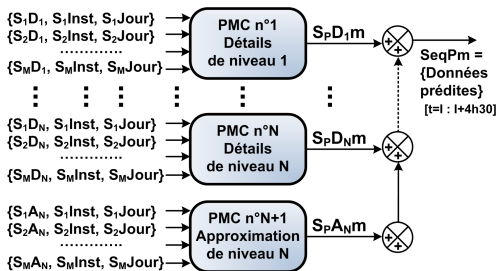 {S₁D₁, S₁Inst, S₁Jour}
{S₂D₁, S₂Inst, S₂Jour}
............
{SMD₁, SMInst, SMJour}
PMC n°1
Détails
de niveau 1
SPD₁m
SeqPm =
{Données
prédites}
[t=I : I+4h30]
{S₁DN, S₁Inst, S₁Jour}
{S₂DN, S₂Inst, S₂Jour}
............
{SMDN, SMInst, SMJour}
PMC n°N
Détails
de niveau N
SPDNm
{S₁AN, S₁Inst, S₁Jour}
{S₂AN, S₂Inst, S₂Jour}
............
{SMAN, SMInst, SMJour}
PMC n°N+1
Approximation
de niveau N
SPANm